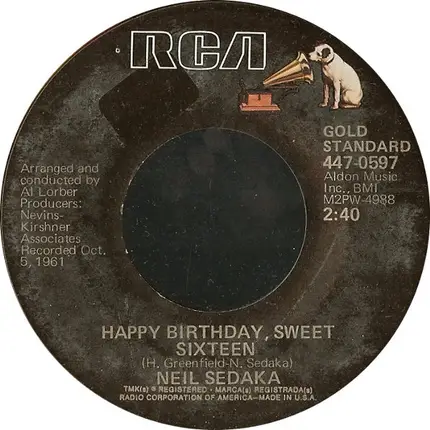 RCA
GOLD
STANDARD
447-0597
Aldon Music
Inc., BMI
M2PW-4988
2:40
Arranged and
conducted by
Al Lorber
Producers:
Nevins-
Kirshner
Associates
Recorded Oct.
5, 1961
HAPPY BIRTHDAY, SWEET
SIXTEEN
(H. Greenfield-N. Sedaka)
NEIL SEDAKA
TMK(s) ® REGISTERED • MARCA(s) REGISTRADA(s)
RADIO CORPORATION OF AMERICA—MADE IN U.S.A.